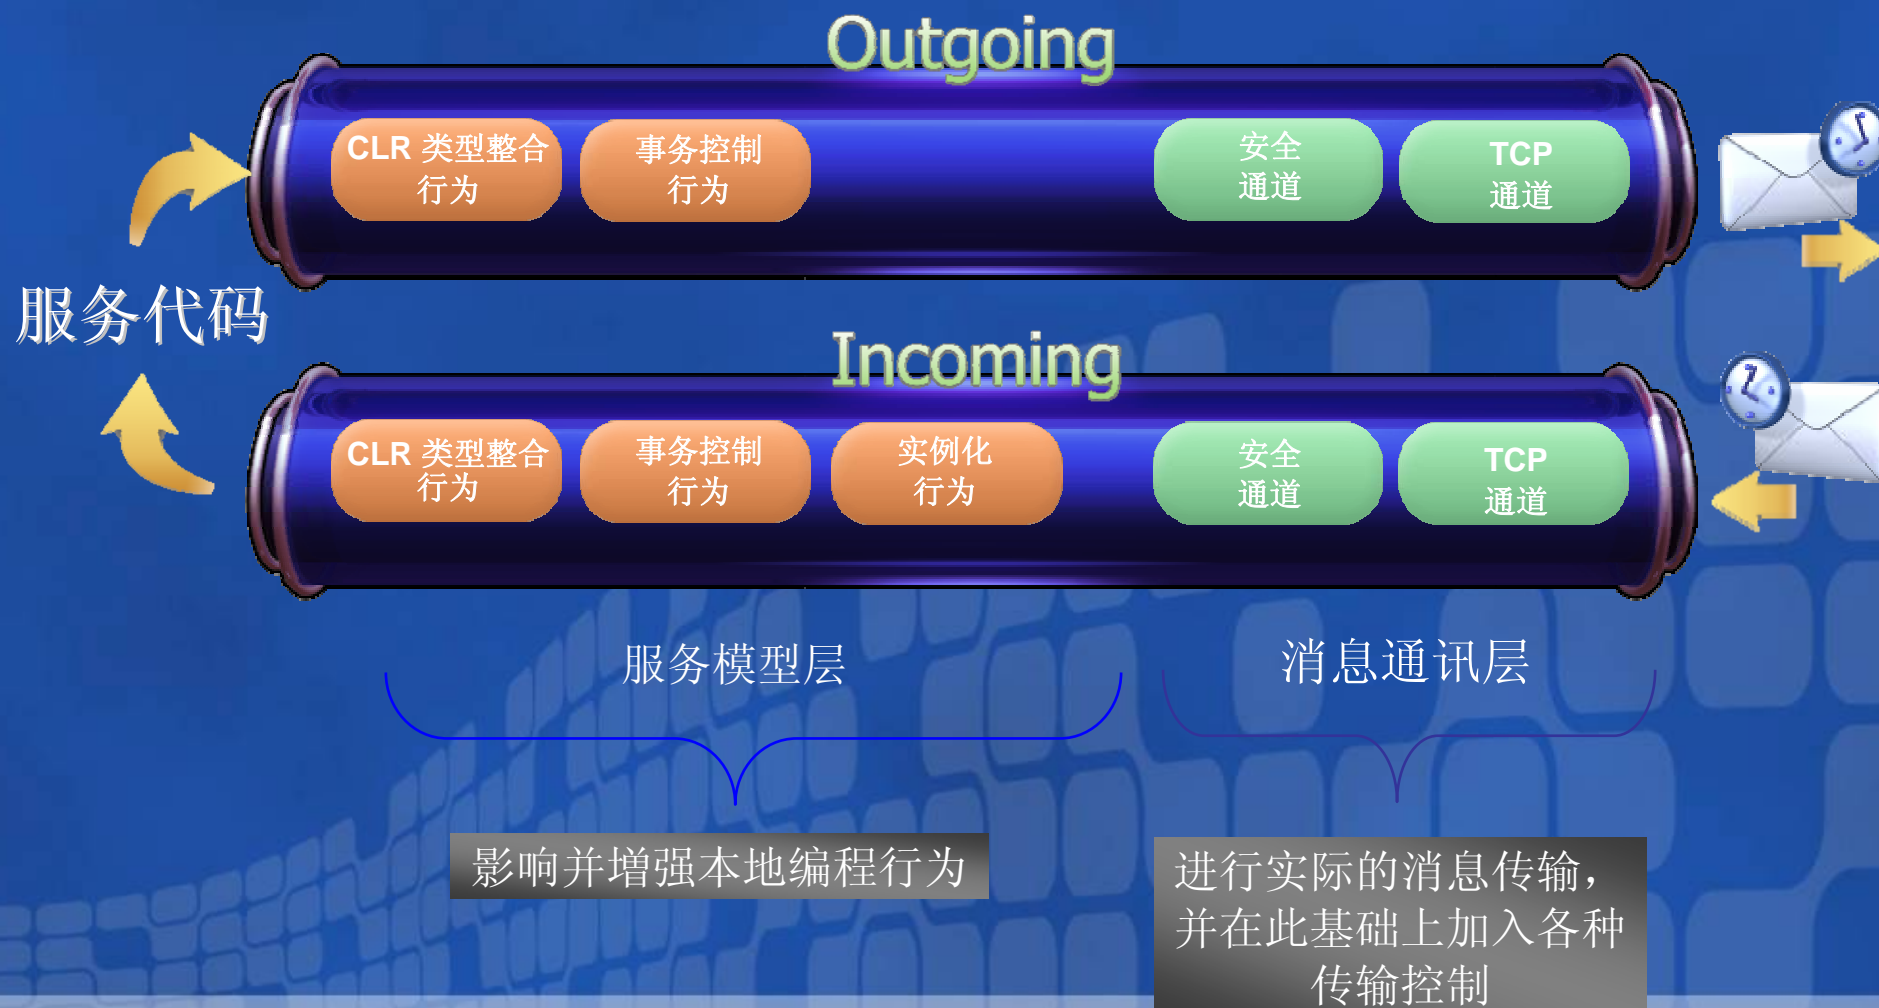 Outgoing
CLR 类型整合
行为
事务控制
行为
安全
通道
TCP
通道
服务代码
Incoming
CLR 类型整合
行为
事务控制
行为
实例化
行为
安全
通道
TCP
通道
服务模型层
消息通讯层
影响并增强本地编程行为
进行实际的消息传输，
并在此基础上加入各种
传输控制